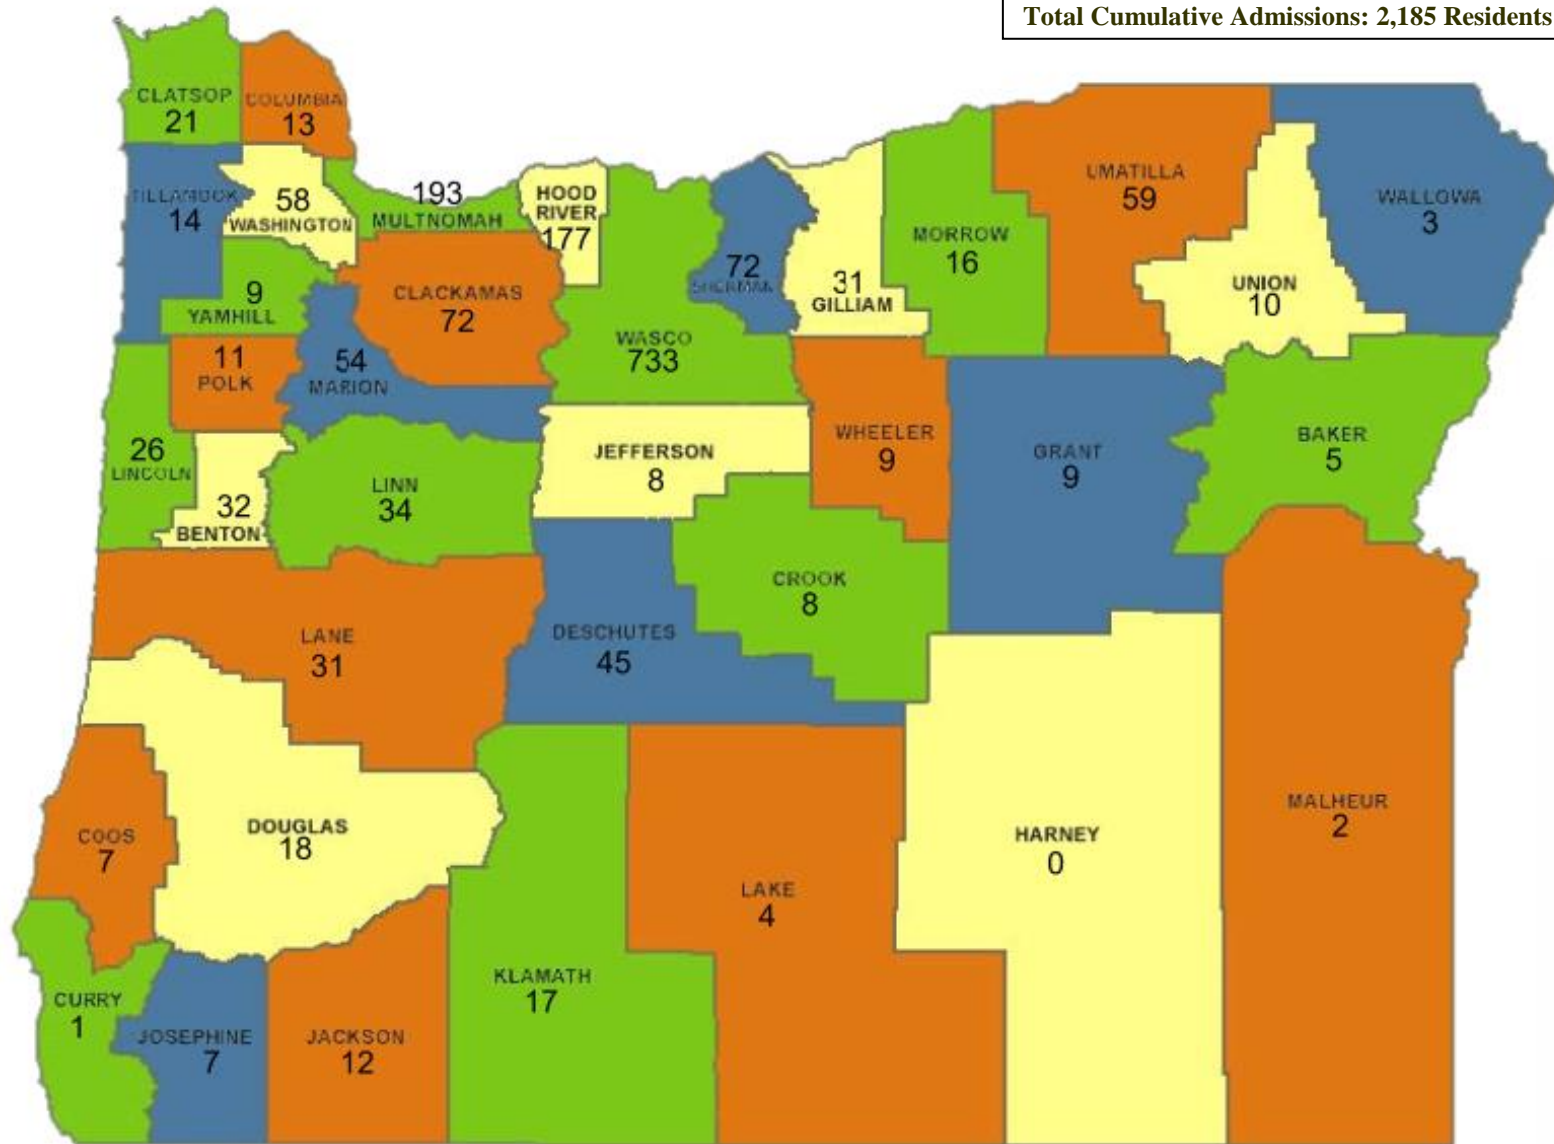 Total Cumulative Admissions: 2,185 Residents
CLATSOP
21
COLUMBIA
13
TILLAMOOK
14
58
WASHINGTON
193
MULTNOMAH
HOOD
RIVER
177
72
SHERMAN
31
GILLIAM
MORROW
16
UMATILLA
59
WALLOWA
3
UNION
10
9
YAMHILL
CLACKAMAS
72
WASCO
733
11
POLK
54
MARION
26
LINCOLN
32
BENTON
LINN
34
JEFFERSON
8
WHEELER
9
GRANT
9
BAKER
5
LANE
31
DESCHUTES
45
CROOK
8
COOS
7
DOUGLAS
18
LAKE
4
HARNEY
0
MALHEUR
2
CURRY
1
JOSEPHINE
7
JACKSON
12
KLAMATH
17